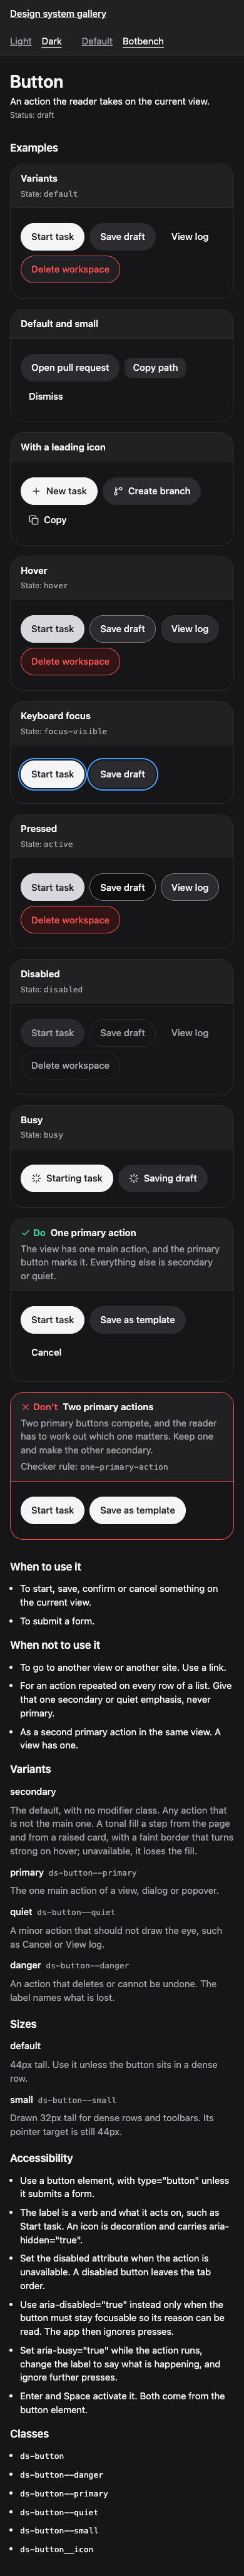 Design system gallery
Light Dark Default Botbench
Button
An action the reader takes on the current view.
Status: draft
Examples
Variants
State: default
Start task Save draft View log
Delete workspace
Default and small
Open pull request Copy path
Dismiss
With a leading icon
New task Create branch
Copy
Hover
State: hover
Start task Save draft View log
Delete workspace
Keyboard focus
State: focus-visible
Start task Save draft
Pressed
State: active
Start task Save draft View log
Delete workspace
Disabled
State: disabled
Start task Save draft View log
Delete workspace
Busy
State: busy
Starting task Saving draft
Do One primary action
The view has one main action, and the primary
button marks it. Everything else is secondary
or quiet.
Start task Save as template
Cancel
Don't Two primary actions
Two primary buttons compete, and the reader
has to work out which one matters. Keep one
and make the other secondary.
Checker rule: one-primary-action
Start task Save as template
When to use it
• To start, save, confirm or cancel something on
the current view.
• To submit a form.
When not to use it
• To go to another view or another site. Use a link.
• For an action repeated on every row of a list. Give
that one secondary or quiet emphasis, never
primary.
• As a second primary action in the same view. A
view has one.
Variants
secondary
The default, with no modifier class. Any action that
is not the main one. A tonal fill a step from the page
and from a raised card, with a faint border that turns
strong on hover; unavailable, it loses the fill.
primary ds-button--primary
The one main action of a view, dialog or popover.
quiet ds-button--quiet
A minor action that should not draw the eye, such
as Cancel or View log.
danger ds-button--danger
An action that deletes or cannot be undone. The
label names what is lost.
Sizes
default
44px tall. Use it unless the button sits in a dense
row.
small ds-button--small
Drawn 32px tall for dense rows and toolbars. Its
pointer target is still 44px.
Accessibility
• Use a button element, with type="button" unless
it submits a form.
• The label is a verb and what it acts on, such as
Start task. An icon is decoration and carries aria-
hidden="true".
• Set the disabled attribute when the action is
unavailable. A disabled button leaves the tab
order.
• Use aria-disabled="true" instead only when the
button must stay focusable so its reason can be
read. The app then ignores presses.
• Set aria-busy="true" while the action runs,
change the label to say what is happening, and
ignore further presses.
• Enter and Space activate it. Both come from the
button element.
Classes
• ds-button
• ds-button--danger
• ds-button--primary
• ds-button--quiet
• ds-button--small
• ds-button__icon